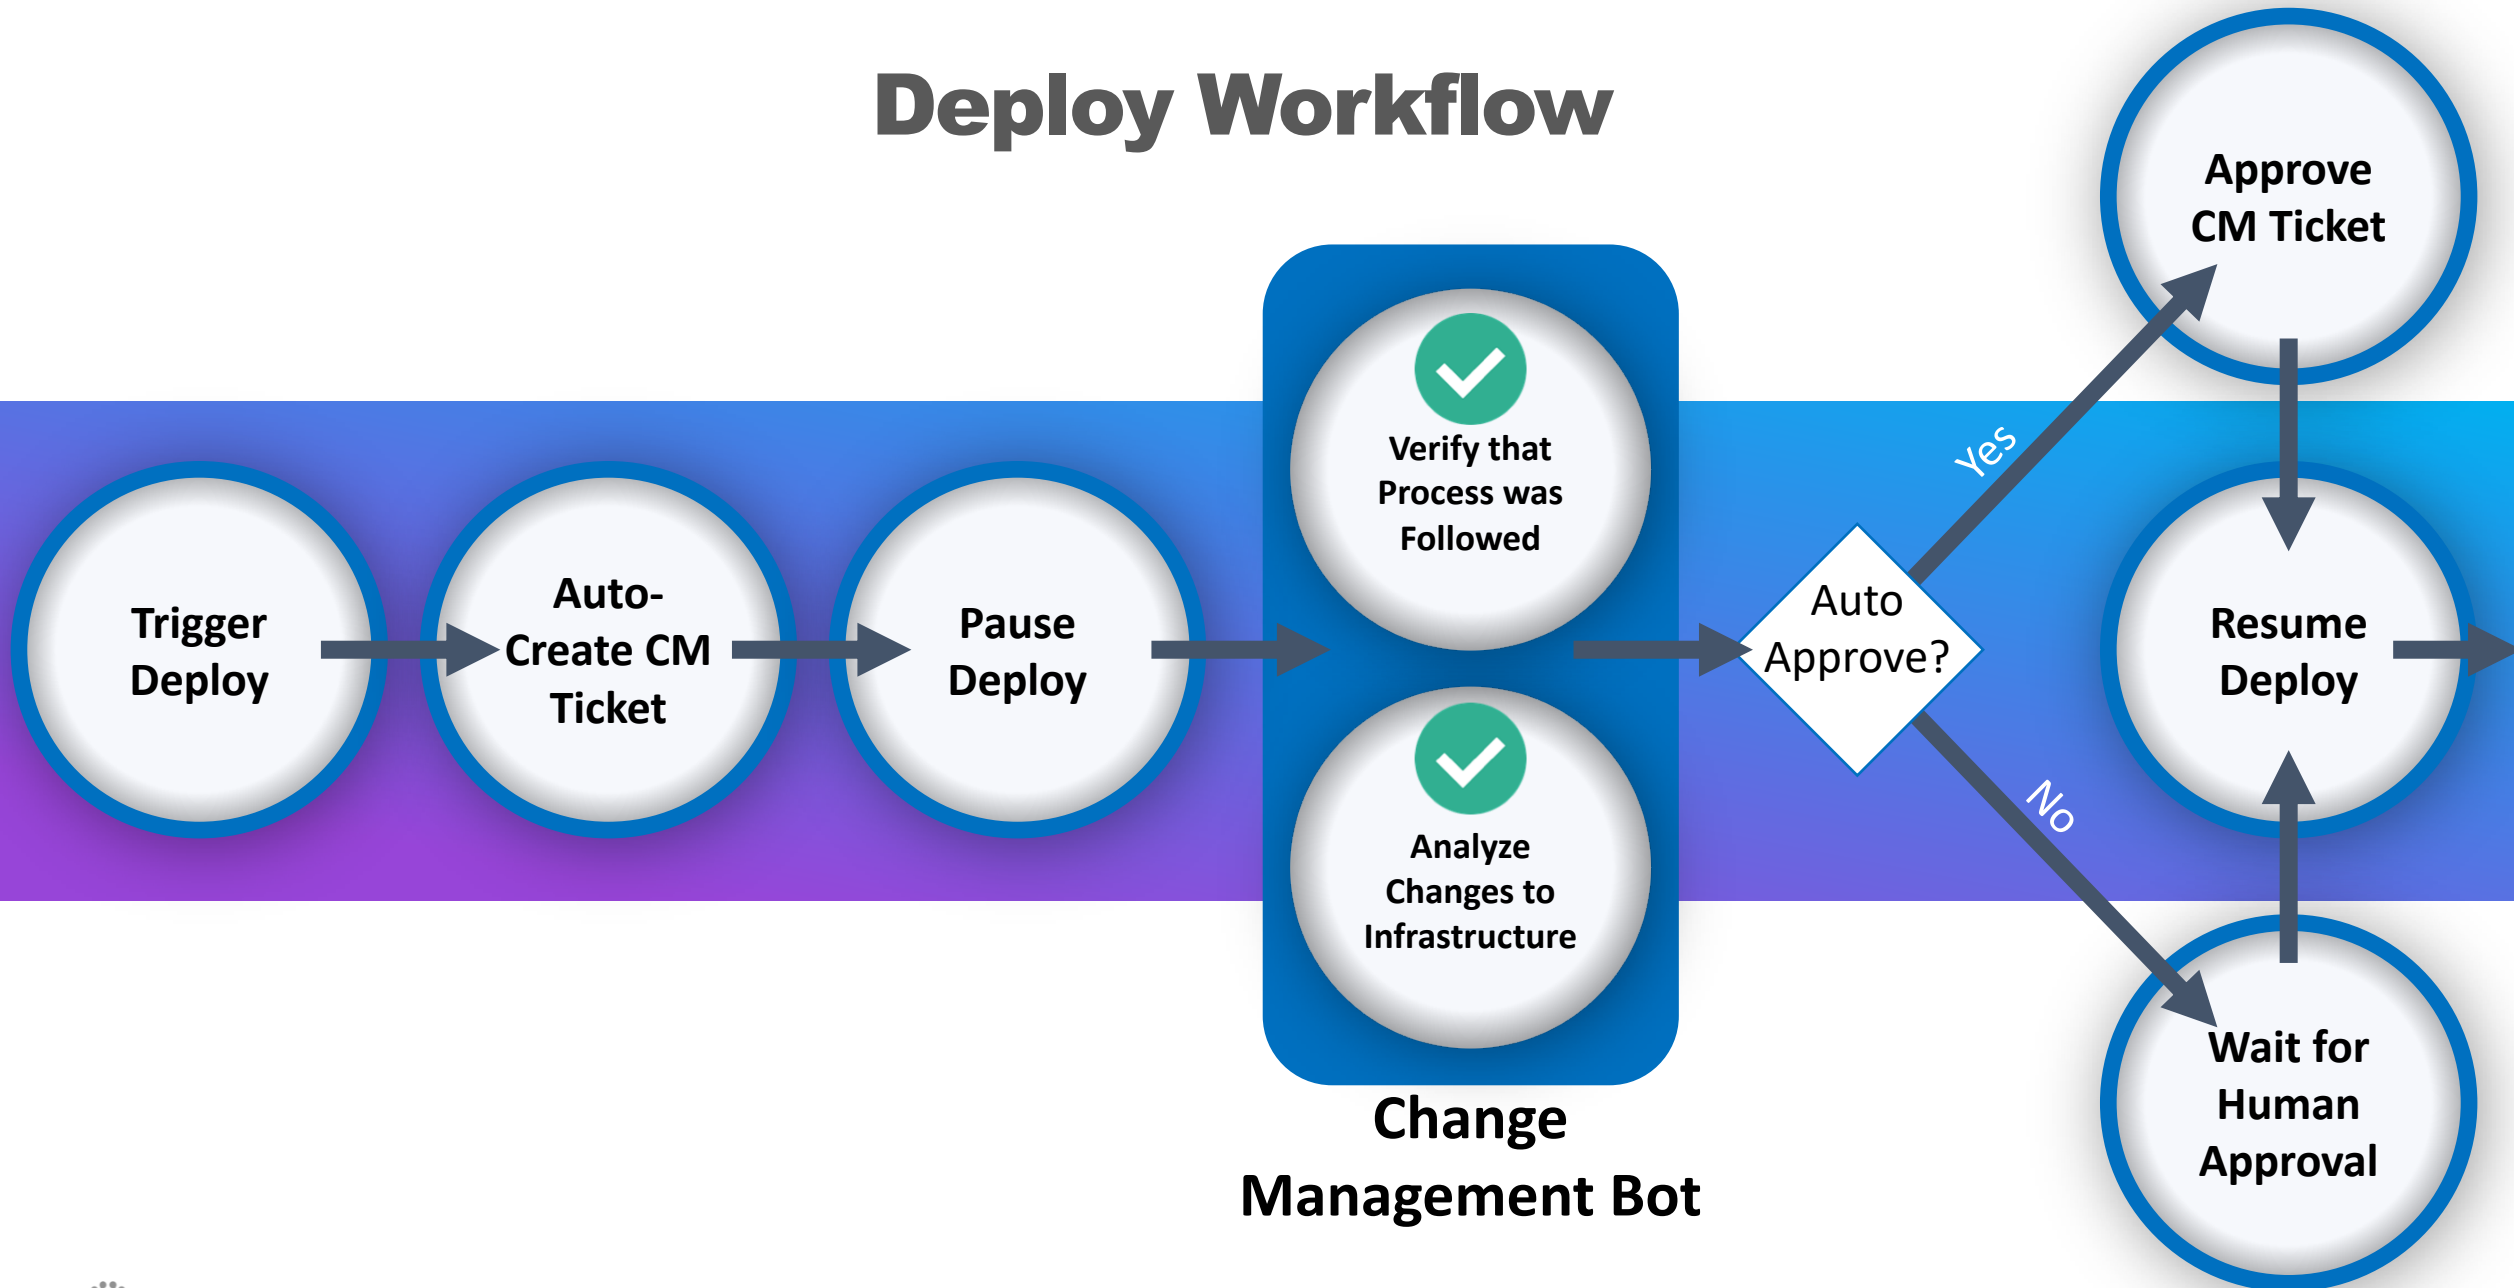 Deploy Workflow
Trigger
Deploy
Auto-
Create CM
Ticket
Pause
Deploy
Verify that
Process was
Followed
Analyze
Changes to
Infrastructure
Change
Management Bot
Auto
Approve?
Yes
No
Approve
CM Ticket
Resume
Deploy
Wait for
Human
Approval